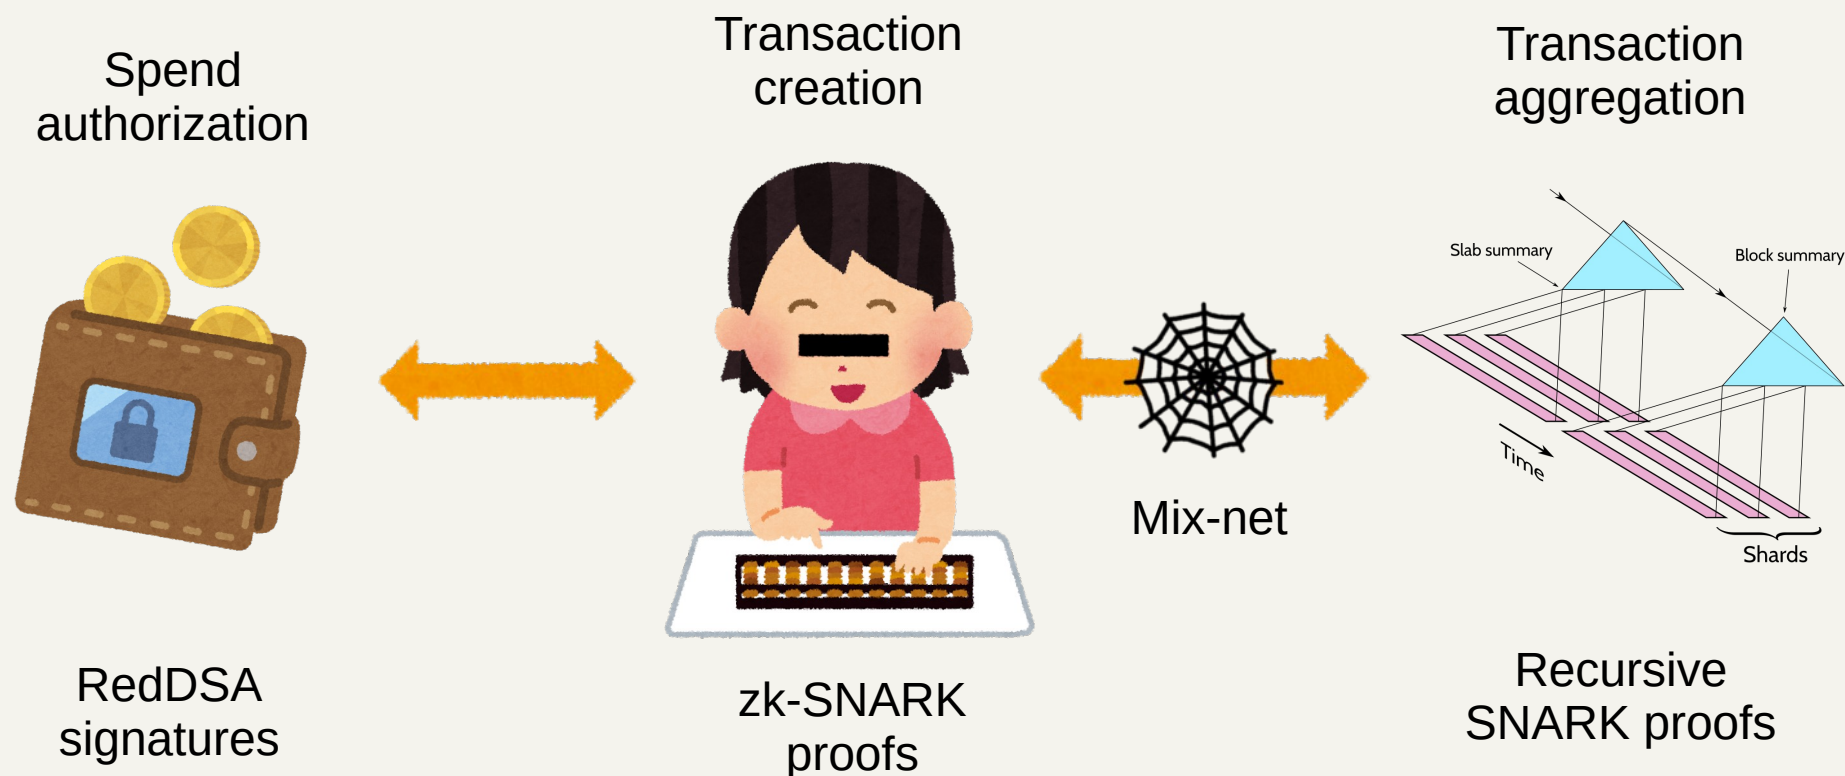 Spend
authorization
Transaction
creation
Transaction
aggregation
Slab summary
Block summary
Time
Shards
Mix-net
RedDSA
signatures
zk-SNARK
proofs
Recursive
SNARK proofs